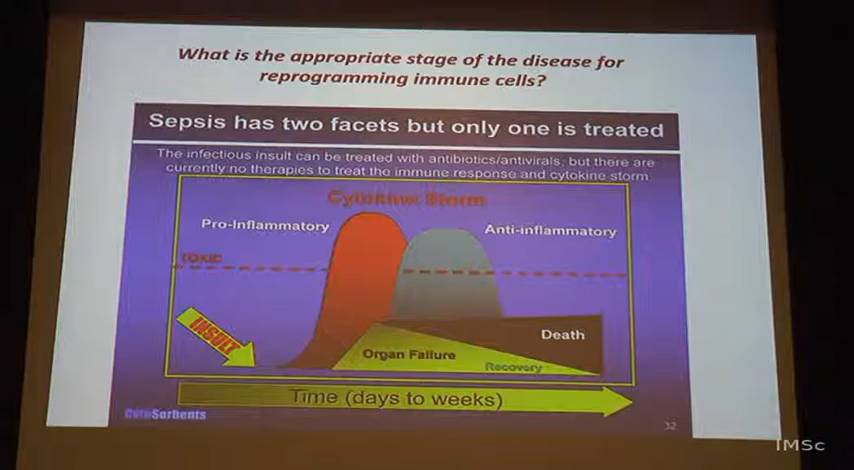 What is the appropriate stage of the disease for
reprogramming immune cells?
Sepsis has two facets but only one is treated
The infectious insult can be treated with antibiotics/antivirals, but there are
currently no therapies to treat the immune response and cytokine storm
Cytokine Storm
Pro-Inflammatory
Anti-inflammatory
TOXIC
INSULT
Death
Organ Failure
Recovery
Time (days to weeks)
CytoSorbents
32
IMSc